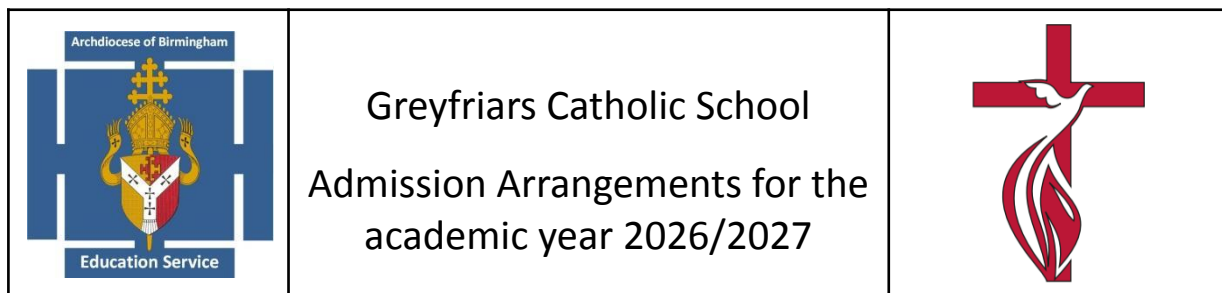 Archdiocese of Birmingham
Education Service
Greyfriars Catholic School
Admission Arrangements for the
academic year 2026/2027